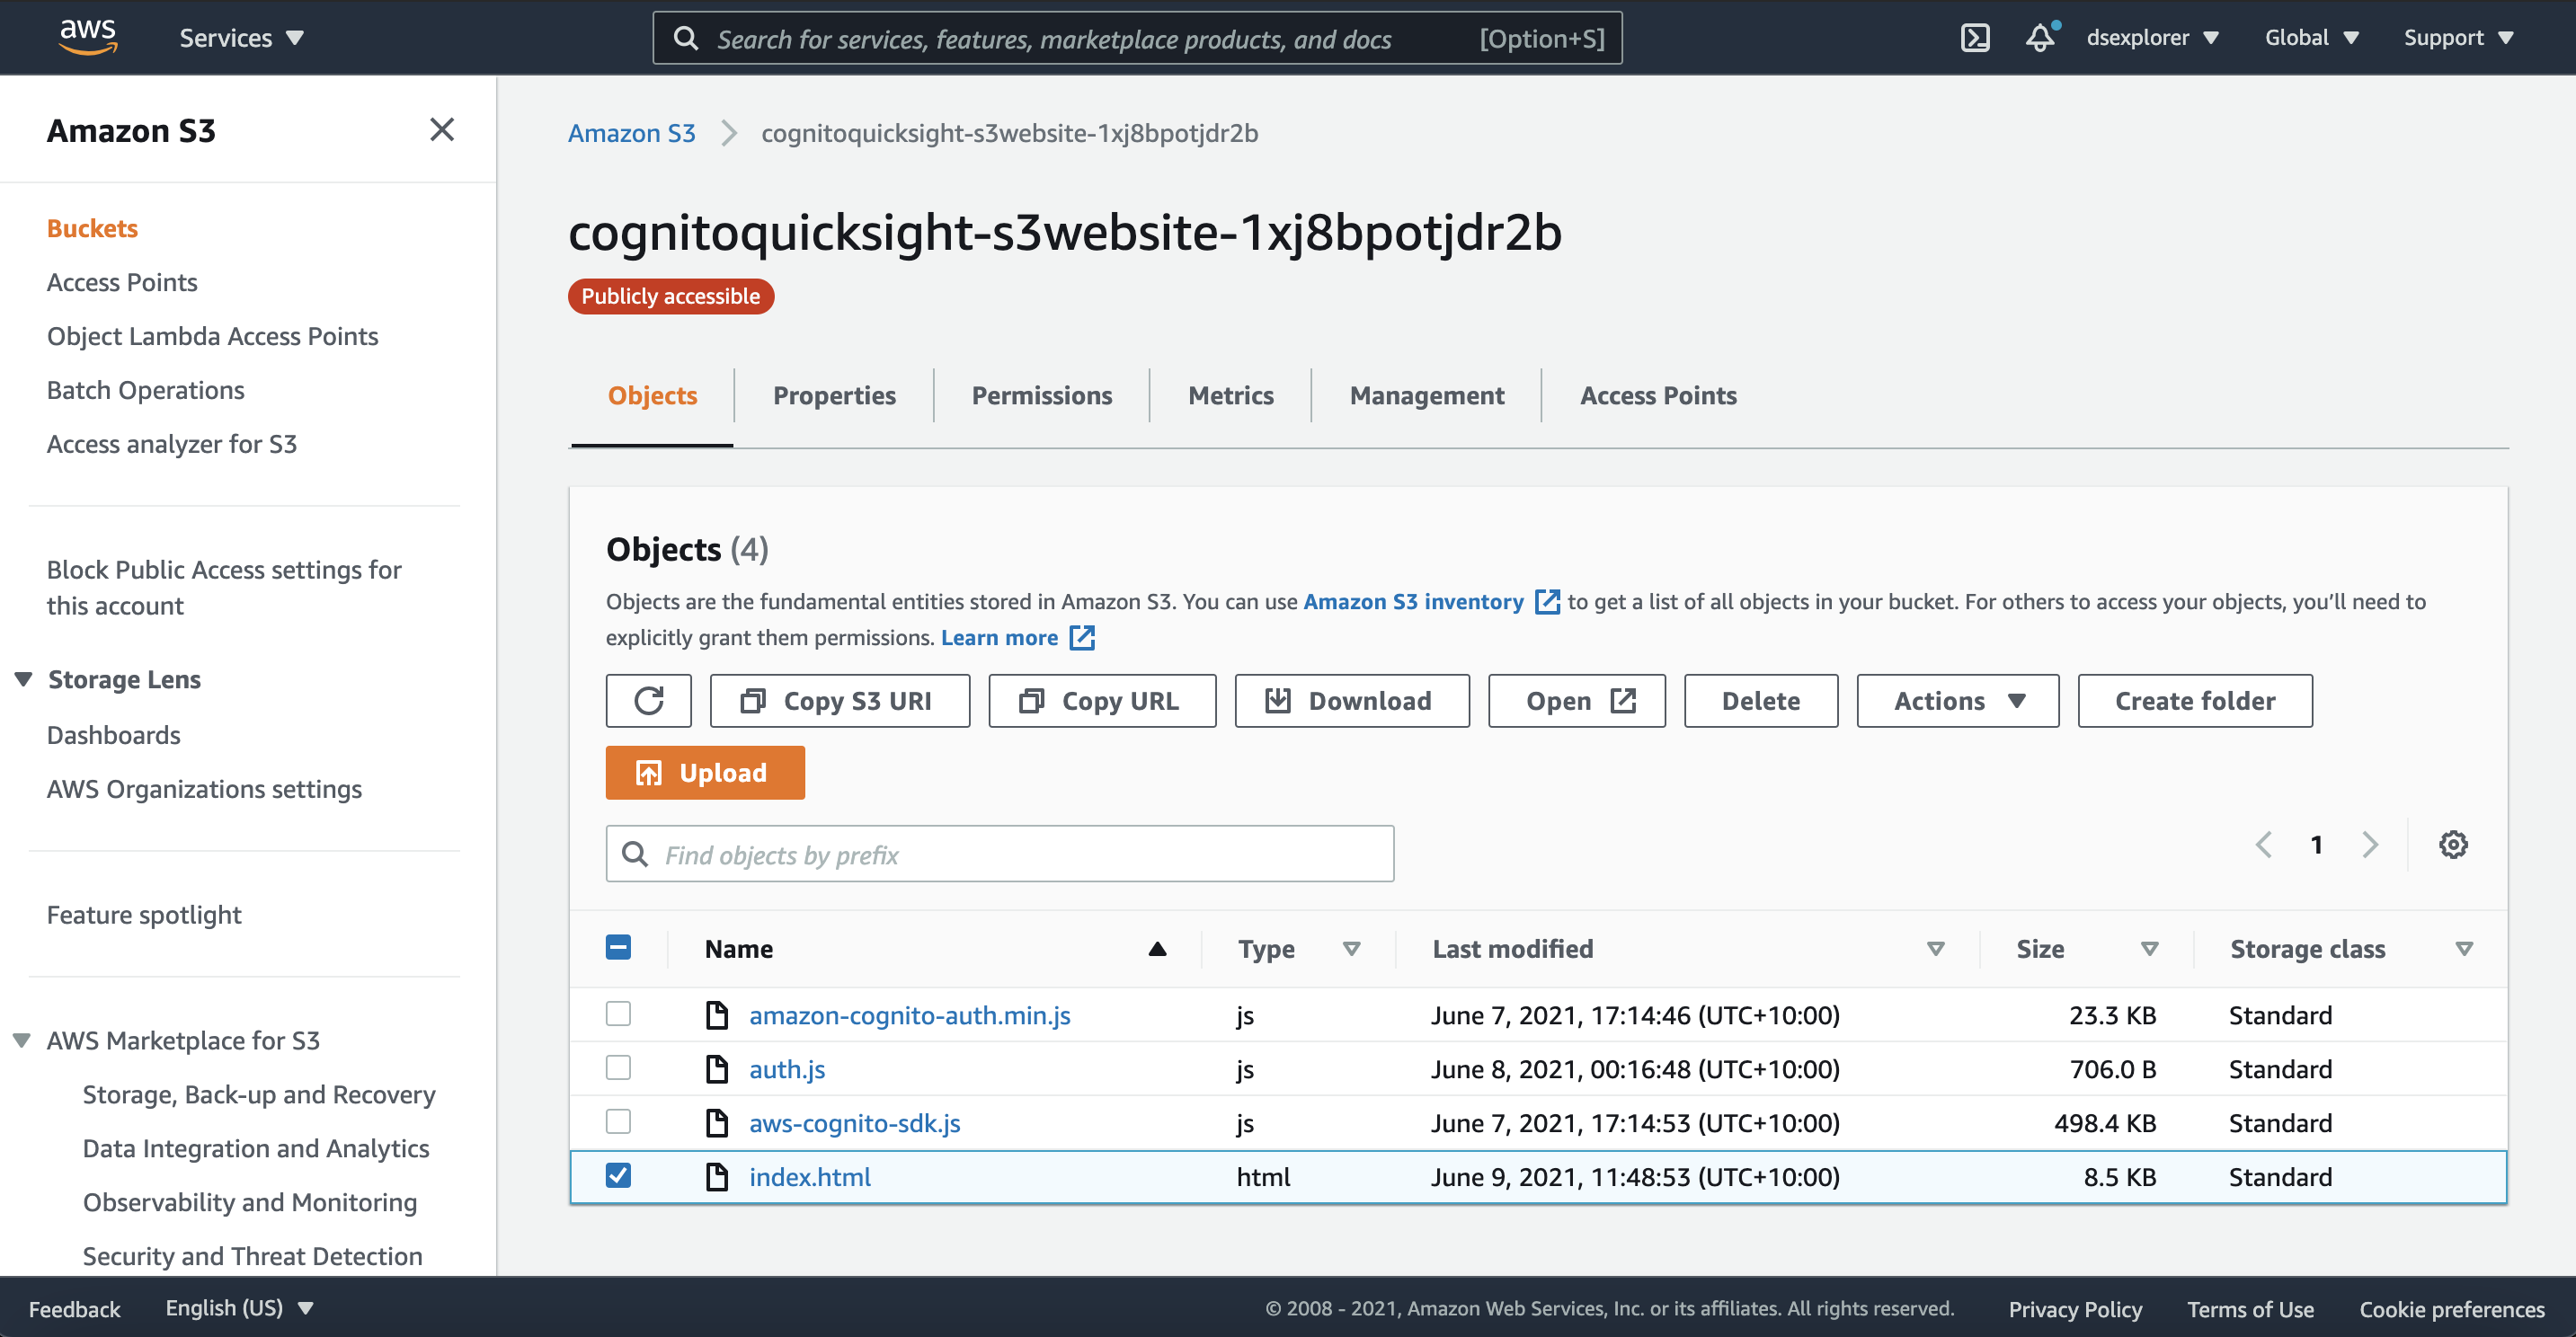 aws
Services
Search for services, features, marketplace products, and docs [Option+S]
dsexplorer
Global
Support
Amazon S3
Buckets
Access Points
Object Lambda Access Points
Batch Operations
Access analyzer for S3
Block Public Access settings for
this account
Storage Lens
Dashboards
AWS Organizations settings
Feature spotlight
AWS Marketplace for S3
Storage, Back-up and Recovery
Data Integration and Analytics
Observability and Monitoring
Security and Threat Detection
Amazon S3 cognitoquicksight-s3website-1xj8bpotjdr2b
cognitoquicksight-s3website-1xj8bpotjdr2b
Publicly accessible
Objects Properties Permissions Metrics Management Access Points
Objects (4)
Objects are the fundamental entities stored in Amazon S3. You can use Amazon S3 inventory to get a list of all objects in your bucket. For others to access your objects, you’ll need to
explicitly grant them permissions. Learn more
Copy S3 URI Copy URL Download Open Delete Actions Create folder
Upload
Find objects by prefix
1
Name Type Last modified Size Storage class
amazon-cognito-auth.min.js js June 7, 2021, 17:14:46 (UTC+10:00) 23.3 KB Standard
auth.js js June 8, 2021, 00:16:48 (UTC+10:00) 706.0 B Standard
aws-cognito-sdk.js js June 7, 2021, 17:14:53 (UTC+10:00) 498.4 KB Standard
index.html html June 9, 2021, 11:48:53 (UTC+10:00) 8.5 KB Standard
Feedback English (US) © 2008 - 2021, Amazon Web Services, Inc. or its affiliates. All rights reserved. Privacy Policy Terms of Use Cookie preferences